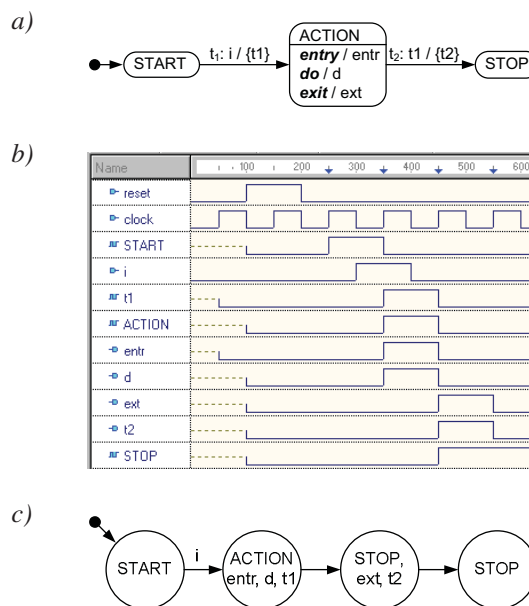 a)
START
t₁: i / {t1}
ACTION
entry / entr
do / d
exit / ext
t₂: t1 / {t2}
STOP
b)
Name
100 200 300 400 500 600
reset
clock
START
i
t1
ACTION
entr
d
ext
t2
STOP
c)
START
i
ACTION
entr, d, t1
STOP,
ext, t2
STOP